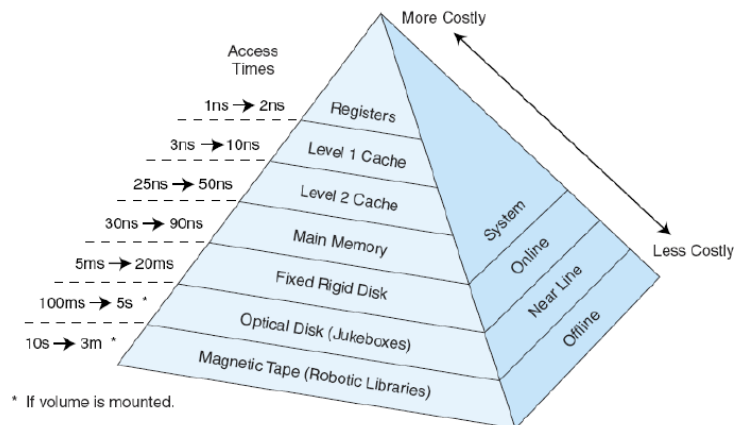 More Costly
Access
Times
1ns → 2ns
Registers
3ns → 10ns
Level 1 Cache
25ns → 50ns
Level 2 Cache
System
30ns → 90ns
Main Memory
Online
Less Costly
5ms → 20ms
Fixed Rigid Disk
Near Line
100ms → 5s *
Optical Disk (Jukeboxes)
Offline
10s → 3m *
Magnetic Tape (Robotic Libraries)
* If volume is mounted.